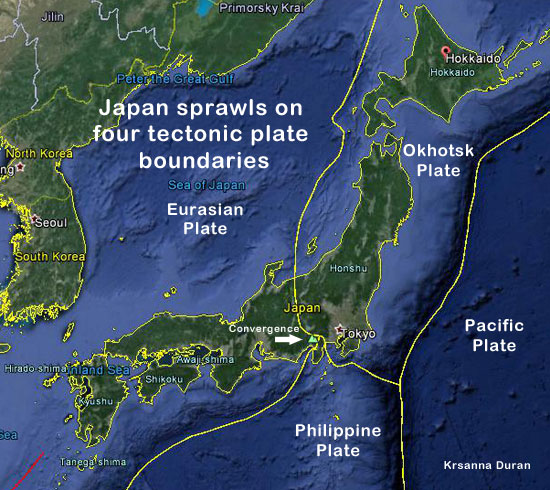 Jilin
Primorsky Krai
Peter the Great Gulf
Hokkaido
Hokkaido
Japan sprawls on
four tectonic plate
boundaries
North Korea
ng
Okhotsk
Plate
Sea of Japan
Eurasian
Plate
Seoul
South Korea
Honshu
Japan
Convergence
Tokyo
Pacific
Plate
Awaji-shima
Hirado-shima
Inland Sea
Shikoku
Kyushu
Philippine
Plate
Sea
Tanega-shima
Krsanna Duran